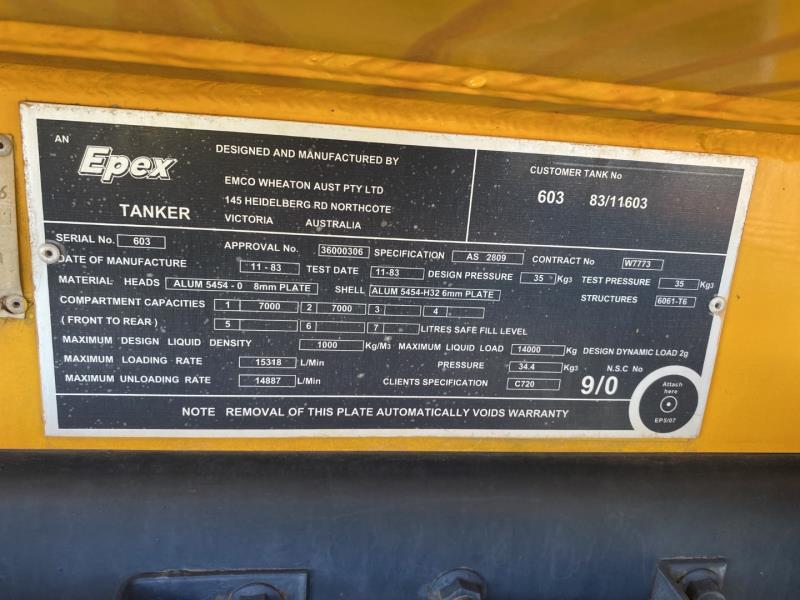 AN Epex TANKER
DESIGNED AND MANUFACTURED BY
EMCO WHEATON AUST PTY LTD
145 HEIDELBERG RD NORTHCOTE
VICTORIA AUSTRALIA
CUSTOMER TANK No
603 83/11603
SERIAL No. 603 APPROVAL No. 36000306 SPECIFICATION AS 2809 CONTRACT No W7773
DATE OF MANUFACTURE 11 - 83 TEST DATE 11-83 DESIGN PRESSURE 35 Kg3 TEST PRESSURE 35 Kg3
MATERIAL HEADS ALUM 5454 - 0 8mm PLATE SHELL ALUM 5454-H32 6mm PLATE STRUCTURES 6061-T6
COMPARTMENT CAPACITIES 1 7000 2 7000 3 4
( FRONT TO REAR ) 5 6 7 LITRES SAFE FILL LEVEL
MAXIMUM DESIGN LIQUID DENSITY 1000 Kg/M3 MAXIMUM LIQUID LOAD 14000 Kg DESIGN DYNAMIC LOAD 2g
MAXIMUM LOADING RATE 15318 L/Min PRESSURE 34.4 Kg3 N.S.C No
MAXIMUM UNLOADING RATE 14887 L/Min CLIENTS SPECIFICATION C720 9/0
Attach
here
EP5/07
NOTE REMOVAL OF THIS PLATE AUTOMATICALLY VOIDS WARRANTY